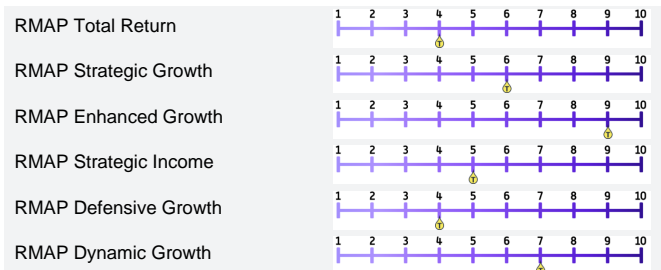 RMAP Total Return 1 2 3 4 5 6 7 8 9 10
T
RMAP Strategic Growth 1 2 3 4 5 6 7 8 9 10
T
RMAP Enhanced Growth 1 2 3 4 5 6 7 8 9 10
T
RMAP Strategic Income 1 2 3 4 5 6 7 8 9 10
T
RMAP Defensive Growth 1 2 3 4 5 6 7 8 9 10
T
RMAP Dynamic Growth 1 2 3 4 5 6 7 8 9 10
T